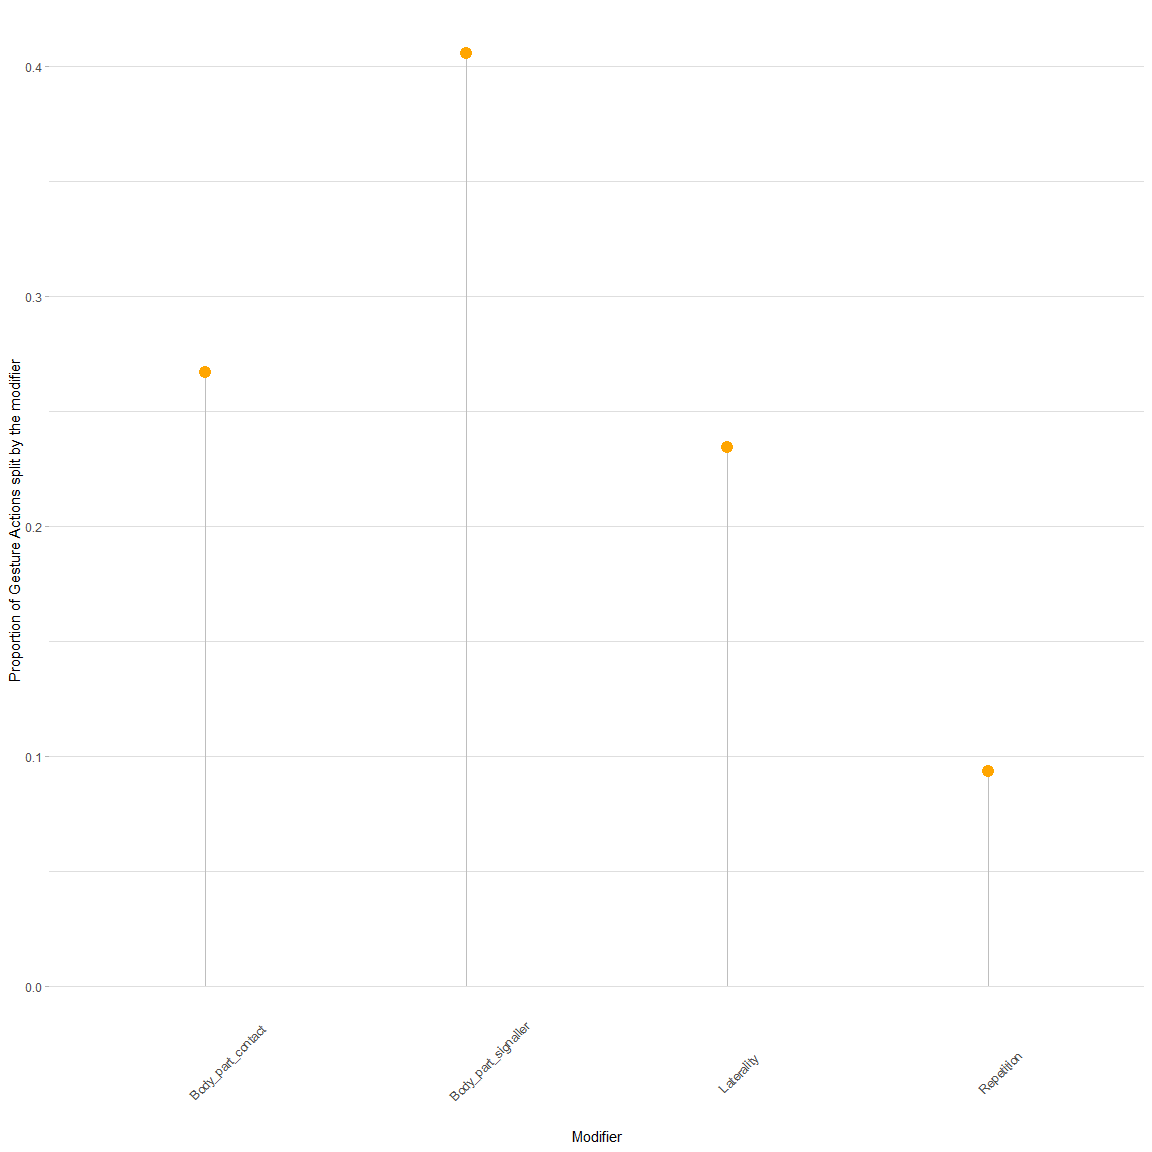 Proportion of Gesture Actions split by the modifier
0.4
0.3
0.2
0.1
0.0
Body_part_contact
Body_part_signaller
Laterality
Repetition
Modifier